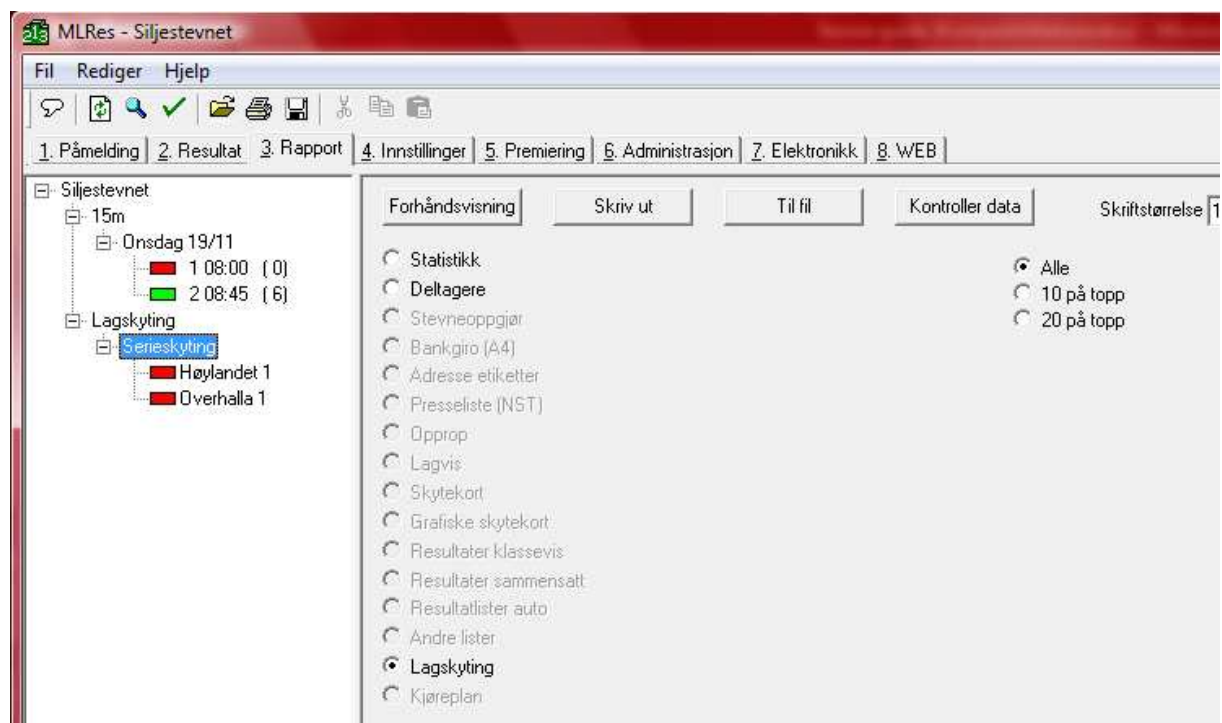 MLRes - Siljestevnet
Fil Rediger Hjelp
1. Påmelding 2. Resultat 3. Rapport 4. Innstillinger 5. Premiering 6. Administrasjon 7. Elektronikk 8. WEB
Siljestevnet
15m
Onsdag 19/11
1 08:00 ( 0)
2 08:45 ( 6)
Lagskyting
Serieskyting
Høylandet 1
Overhalla 1
Forhåndsvisning Skriv ut Til fil Kontroller data Skriftstørrelse 1
Statistikk
Deltagere
Stevneoppgjør
Bankgiro (A4)
Adresse etiketter
Presseliste (NST)
Opprop
Lagvis
Skytekort
Grafiske skytekort
Resultater klassevis
Resultater sammensatt
Resultatlister auto
Andre lister
Lagskyting
Kjøreplan
Alle
10 på topp
20 på topp